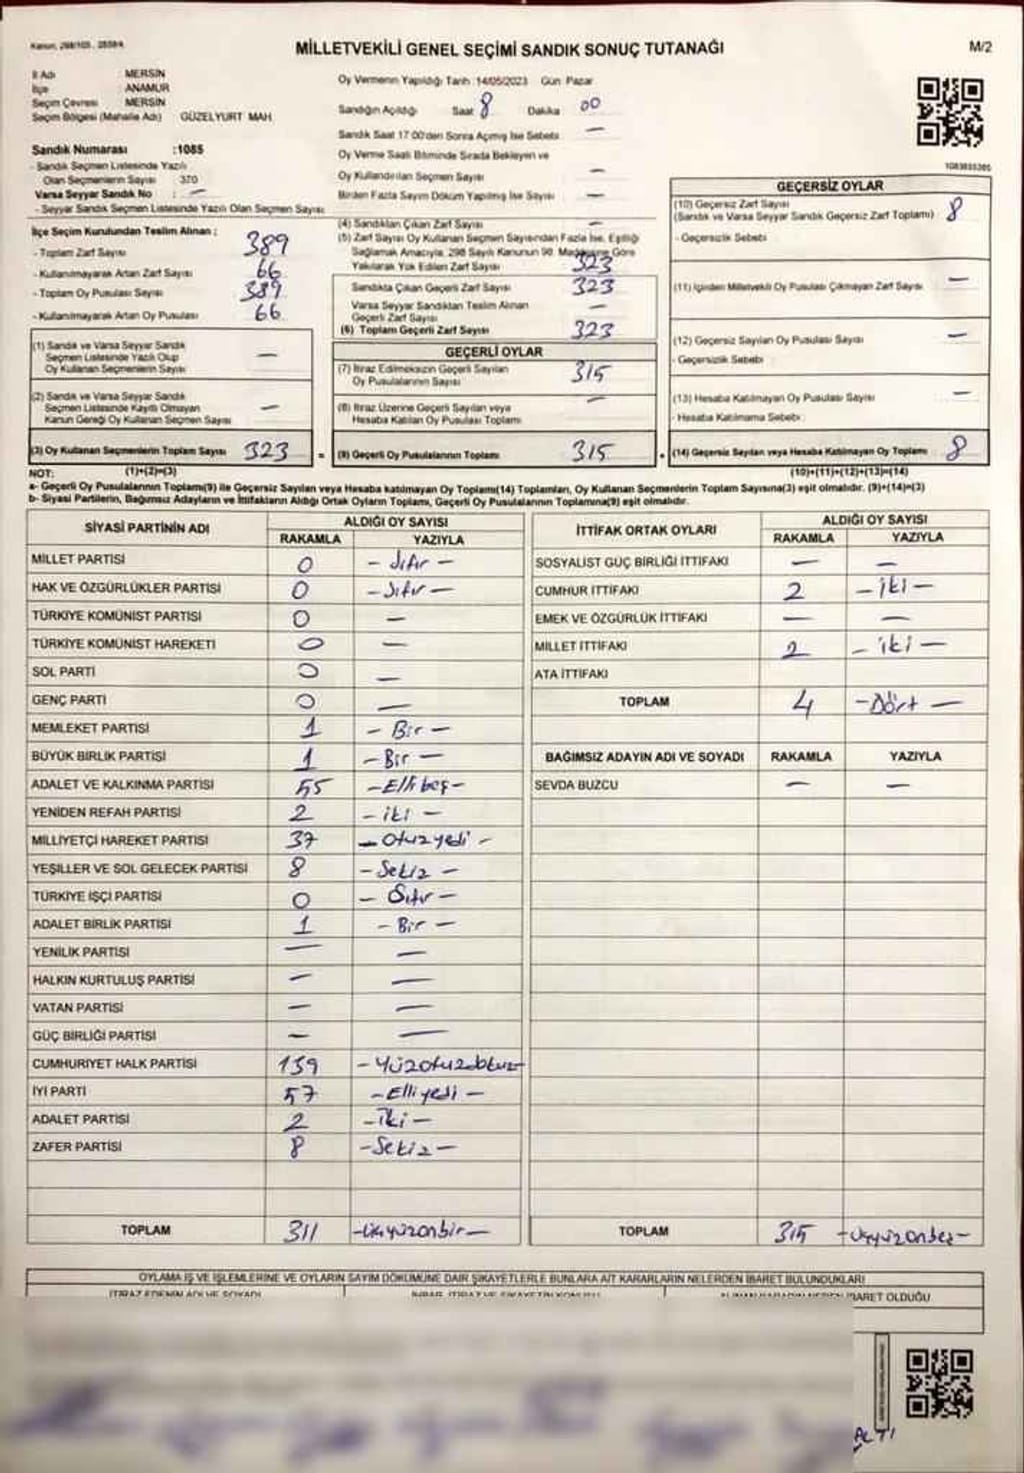 Kanun, 298/105, 2839/4
MİLLETVEKİLİ GENEL SEÇİMİ SANDIK SONUÇ TUTANAĞI
M/2
İl Adı MERSİN
İlçe ANAMUR
Seçim Çevresi MERSİN
Seçim Bölgesi (Mahalle Adı) GÜZELYURT MAH.
Sandık Numarası :1085
- Sandık Seçmen Listesinde Yazılı
Olan Seçmenlerin Sayısı 370
Varsa Seyyar Sandık No : —
- Seyyar Sandık Seçmen Listesinde Yazılı Olan Seçmen Sayısı
İlçe Seçim Kurulundan Teslim Alınan ;
- Toplam Zarf Sayısı 389
- Kullanılmayarak Artan Zarf Sayısı 66
- Toplam Oy Pusulası Sayısı 389
- Kullanılmayarak Artan Oy Pusulası 66
(1) Sandık ve Varsa Seyyar Sandık
Seçmen Listesinde Yazılı Olup
Oy Kullanan Seçmenlerin Sayısı —
(2) Sandık ve Varsa Seyyar Sandık
Seçmen Listesinde Kayıtlı Olmayan
Kanun Gereği Oy Kullanan Seçmen Sayısı —
(3) Oy Kullanan Seçmenlerin Toplam Sayısı 323
(1)+(2)=(3)
Oy Vermenin Yapıldığı Tarih :14/05/2023 Gün Pazar
Sandığın Açıldığı Saat 8 Dakika 00
Sandık Saat 17:00'den Sonra Açmış İse Sebebi —
Oy Verme Saati Bitiminde Sırada Bekleyen ve
Oy Kullandırılan Seçmen Sayısı —
Birden Fazla Sayım Döküm Yapılmış İse Sayısı —
(4) Sandıktan Çıkan Zarf Sayısı —
(5) Zarf Sayısı Oy Kullanan Seçmen Sayısından Fazla İse, Eşitliği
Sağlamak Amacıyla, 298 Sayılı Kanunun 98. Maddesine Göre
Yakılarak Yok Edilen Zarf Sayısı 323
Sandıkta Çıkan Geçerli Zarf Sayısı 323
Varsa Seyyar Sandıktan Teslim Alınan
Geçerli Zarf Sayısı —
(6) Toplam Geçerli Zarf Sayısı 323
GEÇERLİ OYLAR
(7) İtiraz Edilmeksizin Geçerli Sayılan
Oy Pusulalarının Sayısı 315
(8) İtiraz Üzerine Geçerli Sayılan veya
Hesaba Katılan Oy Pusulası Toplamı —
= (9) Geçerli Oy Pusulalarının Toplamı 315
1083835385
GEÇERSİZ OYLAR
(10) Geçersiz Zarf Sayısı
(Sandık ve Varsa Seyyar Sandık Geçersiz Zarf Toplamı) 8
- Geçersizlik Sebebi
(11) İçinden Milletvekili Oy Pusulası Çıkmayan Zarf Sayısı —
(12) Geçersiz Sayılan Oy Pusulası Sayısı —
- Geçersizlik Sebebi
(13) Hesaba Katılmayan Oy Pusulası Sayısı —
- Hesaba Katılmama Sebebi
+ (14) Geçersiz Sayılan veya Hesaba Katılmayan Oy Toplamı 8
(10)+(11)+(12)+(13)=(14)
NOT:
a- Geçerli Oy Pusulalarının Toplamı(9) ile Geçersiz Sayılan veya Hesaba katılmayan Oy Toplamı(14) Toplamları, Oy Kullanan Seçmenlerin Toplam Sayısına(3) eşit olmalıdır. (9)+(14)=(3)
b- Siyasi Partilerin, Bağımsız Adayların ve İttifakların Aldığı Ortak Oyların Toplamı, Geçerli Oy Pusulalarının Toplamına(9) eşit olmalıdır.
SİYASİ PARTİNİN ADI ALDIĞI OY SAYISI
RAKAMLA YAZIYLA
MİLLET PARTİSİ 0 - Sıfır -
HAK VE ÖZGÜRLÜKLER PARTİSİ 0 - Sıfır -
TÜRKİYE KOMÜNİST PARTİSİ 0 —
TÜRKİYE KOMÜNİST HAREKETİ 0 —
SOL PARTİ 0 —
GENÇ PARTİ 0 —
MEMLEKET PARTİSİ 1 - Bir -
BÜYÜK BİRLİK PARTİSİ 1 - Bir -
ADALET VE KALKINMA PARTİSİ 55 - Elli beş -
YENİDEN REFAH PARTİSİ 2 - iki -
MİLLİYETÇİ HAREKET PARTİSİ 37 - Otuzyedi -
YEŞİLLER VE SOL GELECEK PARTİSİ 8 - Sekiz -
TÜRKİYE İŞÇİ PARTİSİ 0 - Sıfır -
ADALET BİRLİK PARTİSİ 1 - Bir -
YENİLİK PARTİSİ — —
HALKIN KURTULUŞ PARTİSİ — —
VATAN PARTİSİ — —
GÜÇ BİRLİĞİ PARTİSİ — —
CUMHURİYET HALK PARTİSİ 139 - Yüzotuzdokuz -
İYİ PARTİ 57 - Elli yedi -
ADALET PARTİSİ 2 - İki -
ZAFER PARTİSİ 8 - Sekiz -
TOPLAM 311 - üçyüzonbir -
İTTİFAK ORTAK OYLARI ALDIĞI OY SAYISI
RAKAMLA YAZIYLA
SOSYALİST GÜÇ BİRLİĞİ İTTİFAKI — —
CUMHUR İTTİFAKI 2 - iki -
EMEK VE ÖZGÜRLÜK İTTİFAKI — —
MİLLET İTTİFAKI 2 - iki -
ATA İTTİFAKI
TOPLAM 4 - Dört -
BAĞIMSIZ ADAYIN ADI VE SOYADI RAKAMLA YAZIYLA
SEVDA BUZCU — —
TOPLAM 315 - üçyüzonbeş -
OYLAMA İŞ VE İŞLEMLERİNE VE OYLARIN SAYIM DÖKÜMÜNE DAİR ŞİKAYETLERLE BUNLARA AİT KARARLARIN NELERDEN İBARET BULUNDUKLARI
İTİRAZ EDENİN ADI VE SOYADI
İBARET OLDUĞU
ALTI